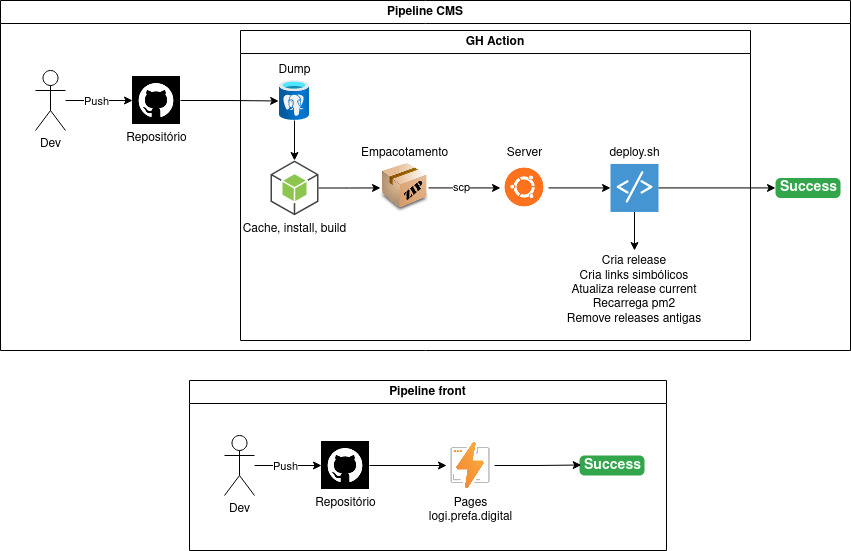 Pipeline CMS
GH Action
Dump
Push
Dev
Repositório
Empacotamento
Server
deploy.sh
ZIP
scp
Success
Cache, install, build
Cria release
Cria links simbólicos
Atualiza release current
Recarrega pm2
Remove releases antigas
Pipeline front
Push
Success
Dev
Repositório
Pages
logi.prefa.digital